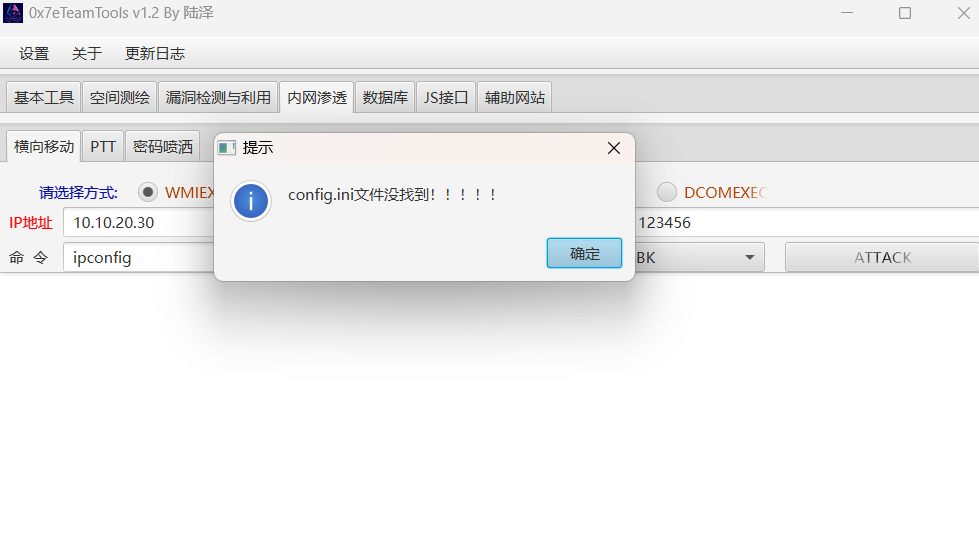 0x7eTeamTools v1.2 By 陆泽
设置 关于 更新日志
基本工具 空间测绘 漏洞检测与利用 内网渗透 数据库 JS接口 辅助网站
横向移动 PTT 密码喷洒
提示
请选择方式: WMIEX DCOMEXEC
config.ini文件没找到！！！！！
IP地址 10.10.20.30 123456
确定
命 令 ipconfig BK ATTACK